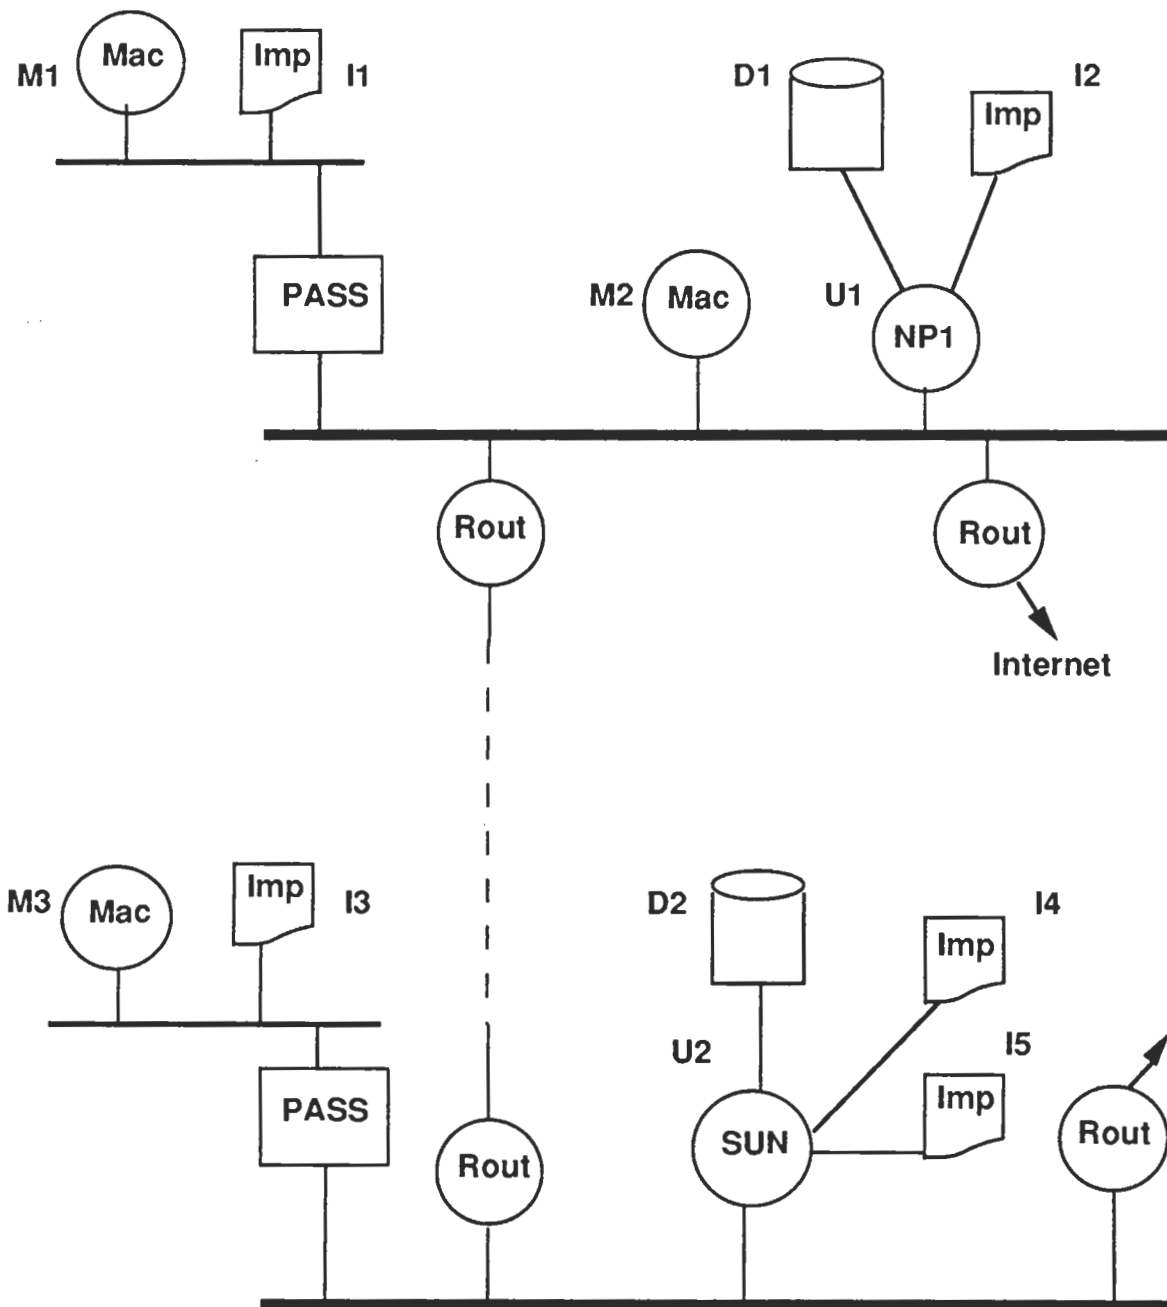 M1
Mac
Imp
I1
D1
I2
Imp
PASS
M2
Mac
U1
NP1
Rout
Rout
Internet
M3
Mac
Imp
I3
D2
I4
Imp
U2
I5
PASS
Rout
SUN
Imp
Rout